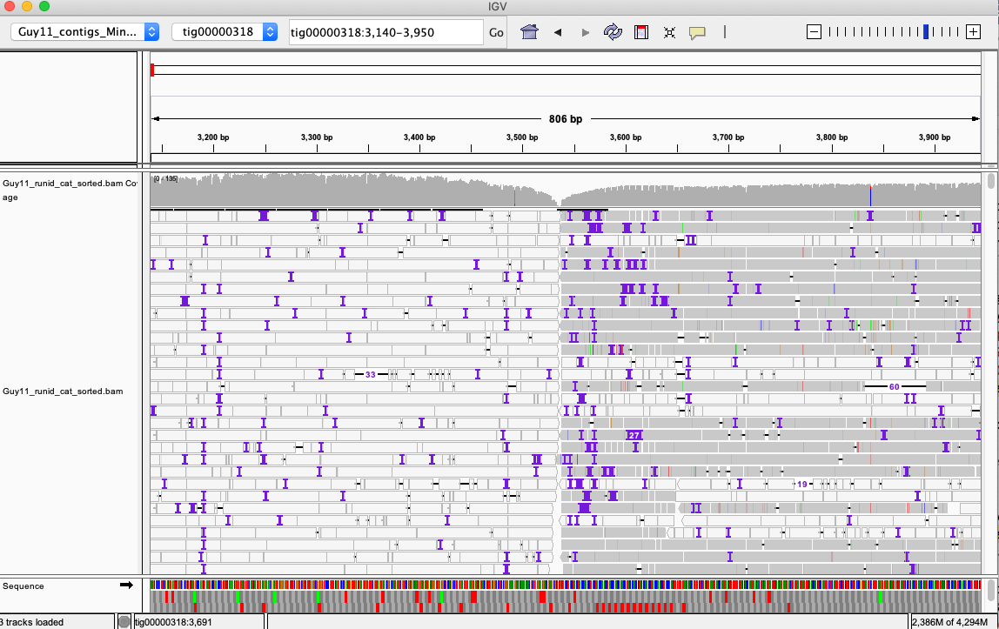 IGV
Guy11_contigs_Min... tig00000318 tig00000318:3,140-3,950 Go
806 bp
3,200 bp 3,300 bp 3,400 bp 3,500 bp 3,600 bp 3,700 bp 3,800 bp 3,900 bp
Guy11_runid_cat_sorted.bam Co
age
[0 - 135]
33
Guy11_runid_cat_sorted.bam
60
27
19
Sequence
3 tracks loaded tig00000318:3,691 2,386M of 4,294M